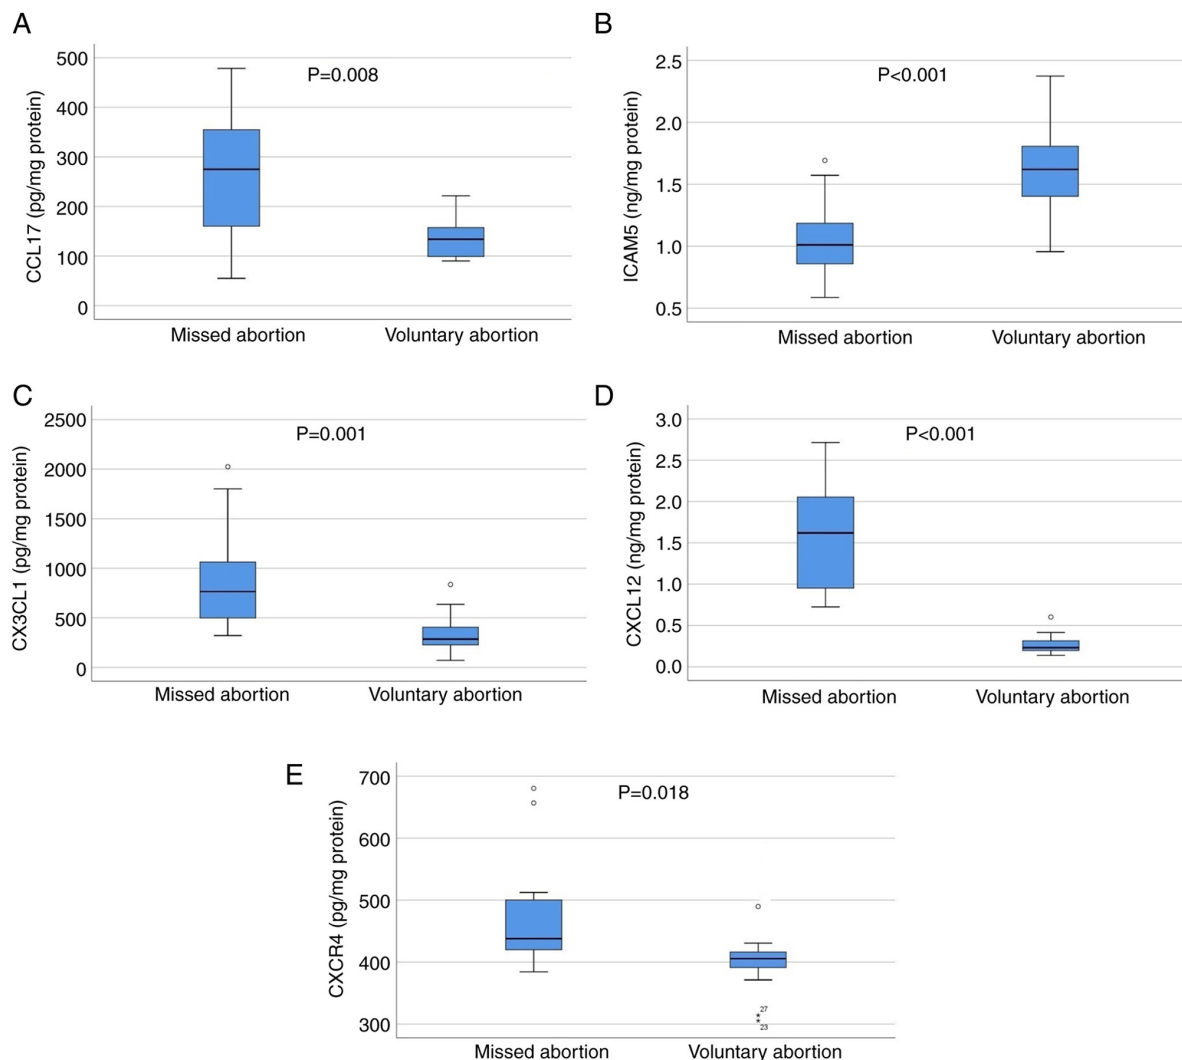 A
CCL17 (pg/mg protein)
500
400
300
200
100
0
P=0.008
Missed abortion Voluntary abortion
B
ICAM5 (ng/mg protein)
2.5
2.0
1.5
1.0
0.5
P<0.001
Missed abortion Voluntary abortion
C
CX3CL1 (pg/mg protein)
2500
2000
1500
1000
500
0
P=0.001
Missed abortion Voluntary abortion
D
CXCL12 (ng/mg protein)
3.0
2.5
2.0
1.5
1.0
0.5
0.0
P<0.001
Missed abortion Voluntary abortion
E
CXCR4 (pg/mg protein)
700
600
500
400
300
P=0.018
27
23
Missed abortion Voluntary abortion